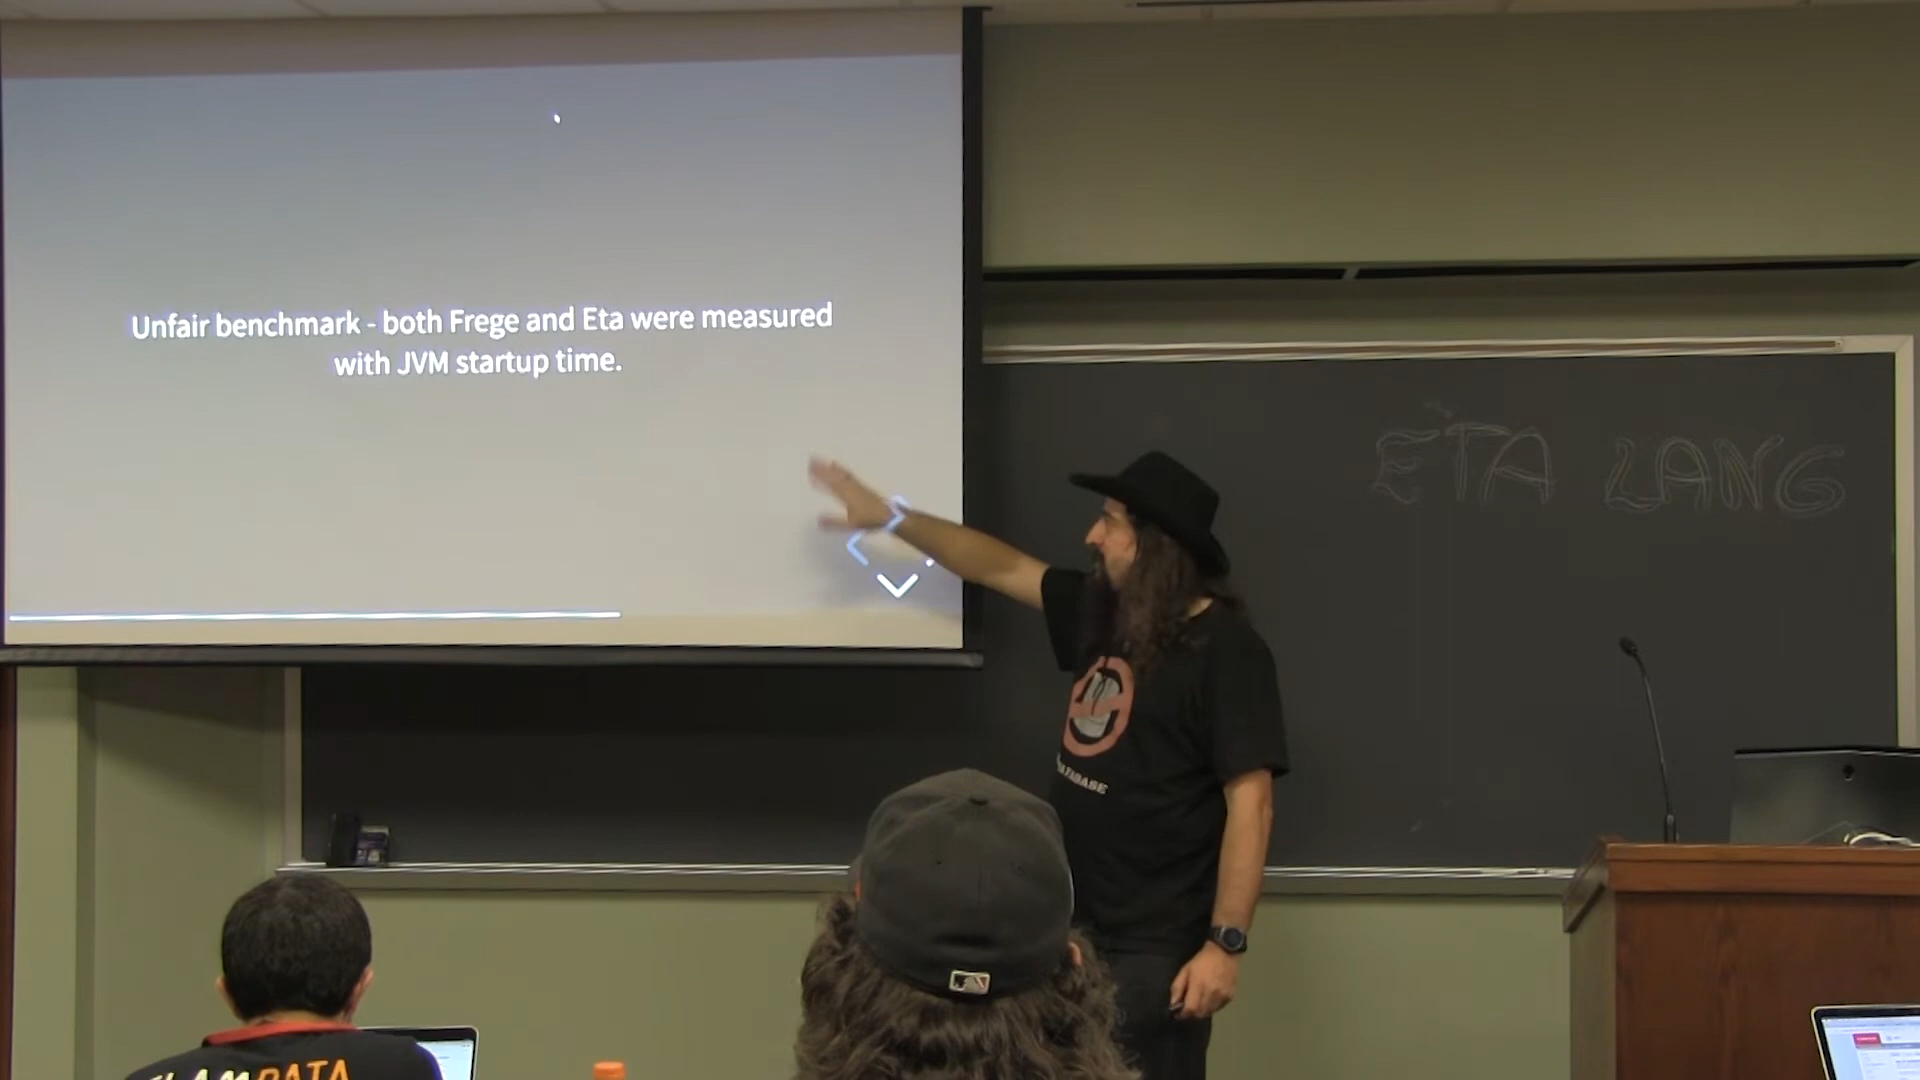 Unfair benchmark - both Frege and Eta were measured
with JVM startup time.
ETA LANG